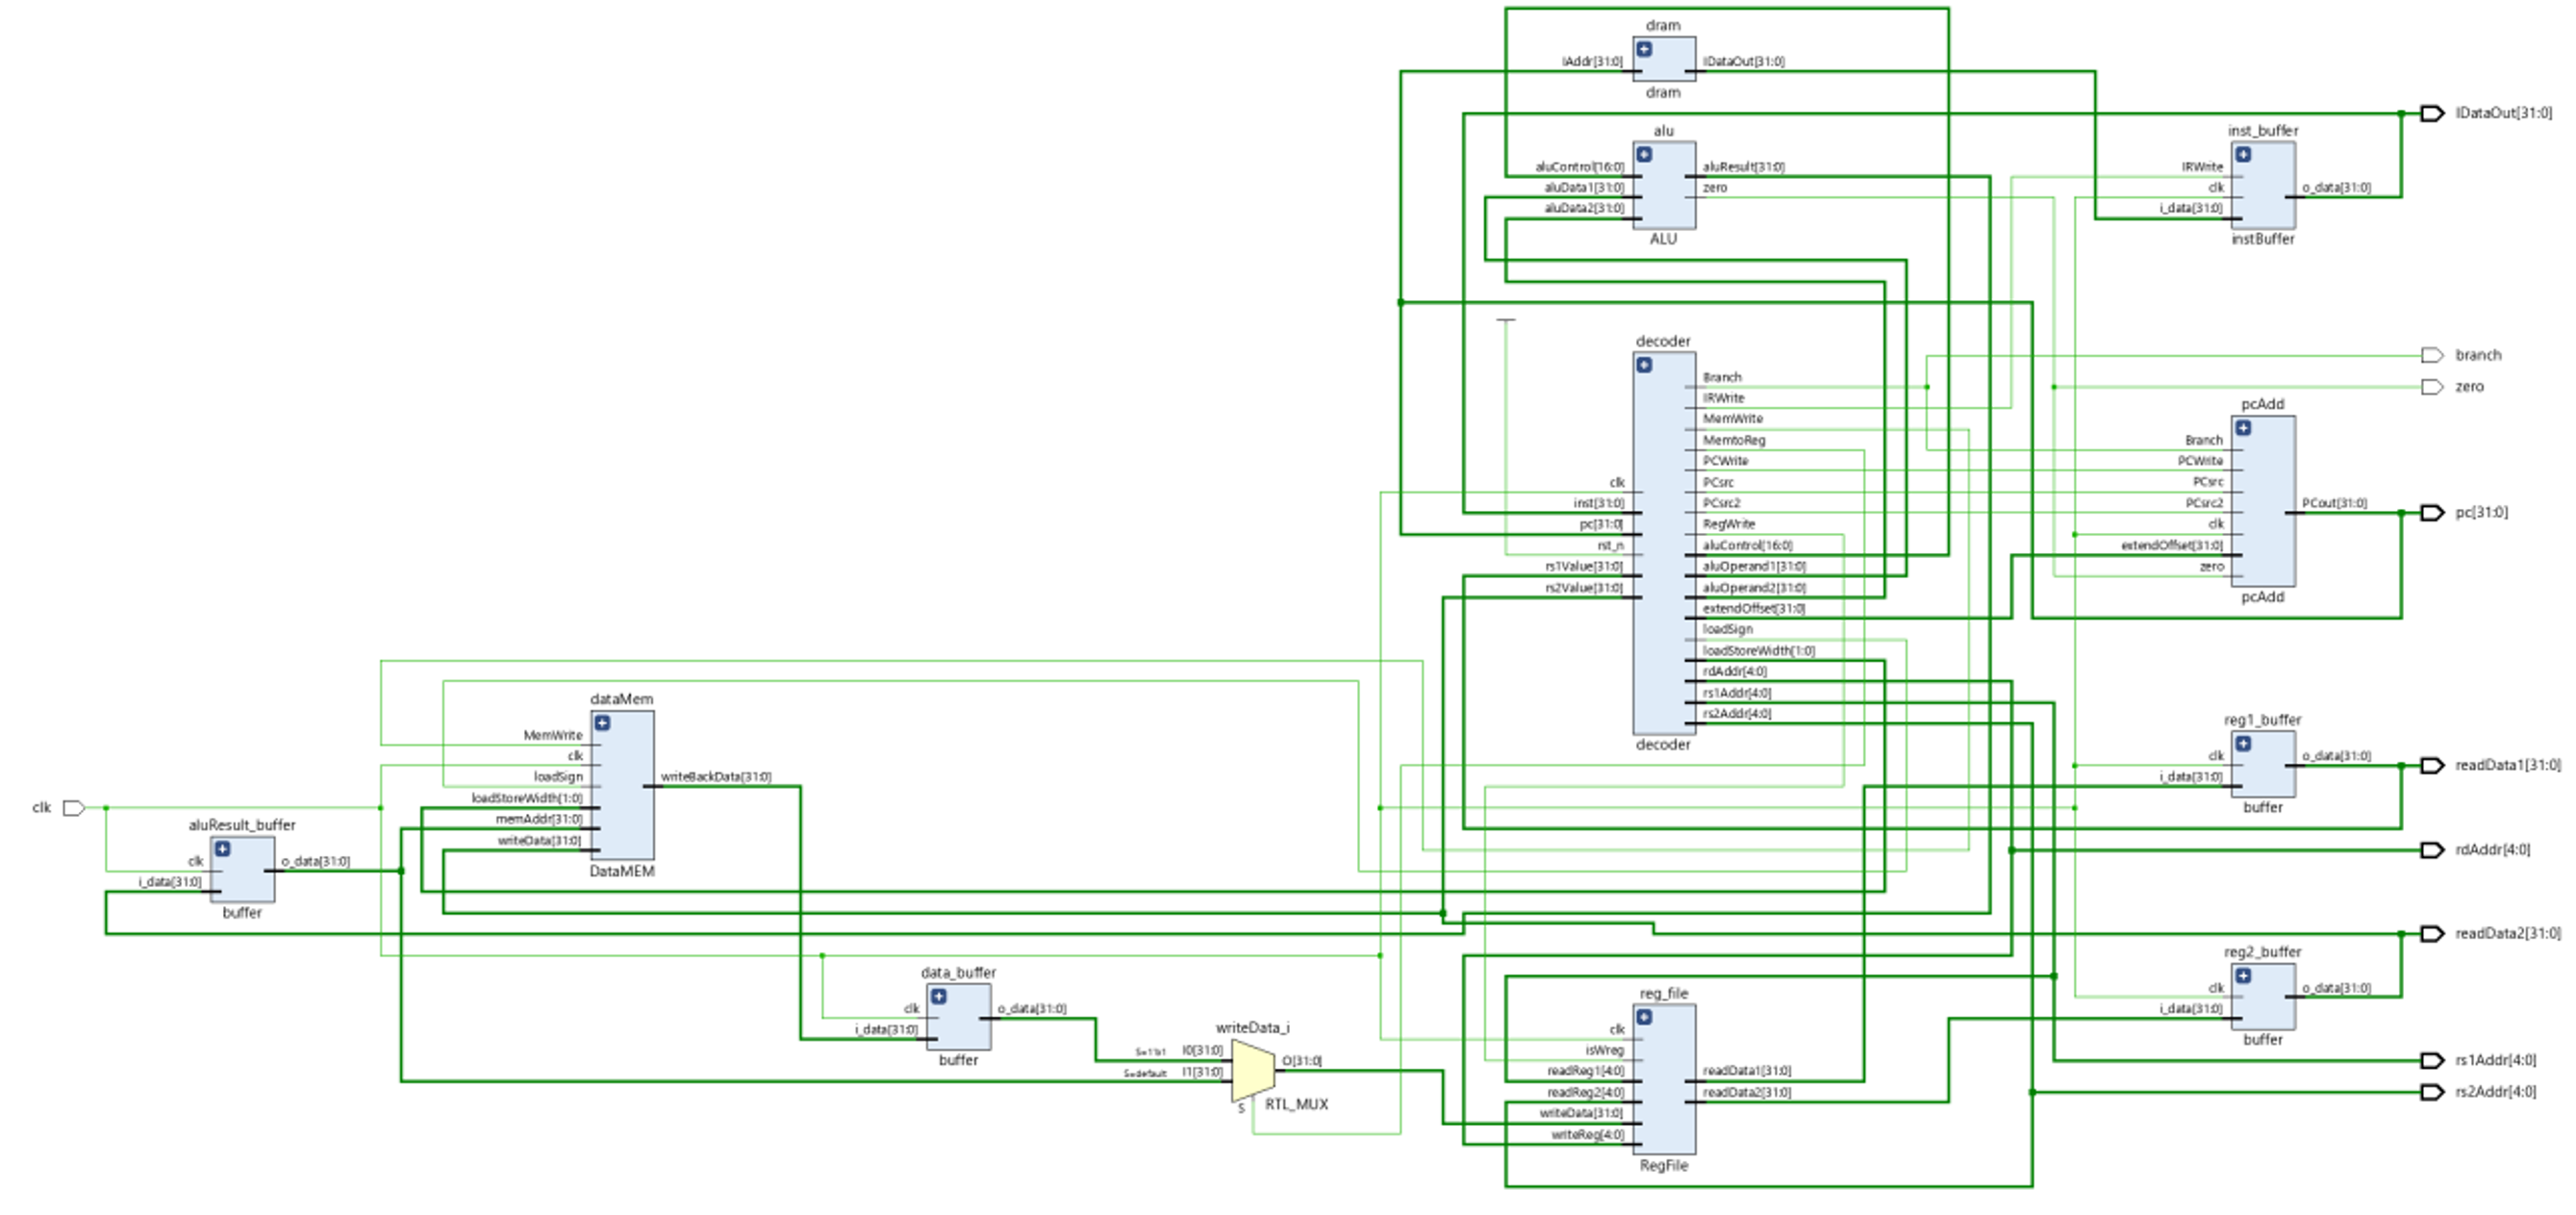 dram
IAddr[31:0]
IDataOut[31:0]
dram
IDataOut[31:0]
alu
aluControl[16:0]
aluData1[31:0]
aluData2[31:0]
aluResult[31:0]
zero
ALU
inst_buffer
IRWrite
clk
i_data[31:0]
o_data[31:0]
instBuffer
decoder
clk
inst[31:0]
pc[31:0]
rst_n
rs1Value[31:0]
rs2Value[31:0]
Branch
IRWrite
MemWrite
MemtoReg
PCWrite
PCsrc
PCsrc2
RegWrite
aluControl[16:0]
aluOperand1[31:0]
aluOperand2[31:0]
extendOffset[31:0]
loadSign
loadStoreWidth[1:0]
rdAddr[4:0]
rs1Addr[4:0]
rs2Addr[4:0]
decoder
branch
zero
pcAdd
Branch
PCWrite
PCsrc
PCsrc2
clk
extendOffset[31:0]
zero
PCout[31:0]
pcAdd
pc[31:0]
dataMem
MemWrite
clk
loadSign
loadStoreWidth[1:0]
memAddr[31:0]
writeData[31:0]
writeBackData[31:0]
DataMEM
clk
aluResult_buffer
clk
i_data[31:0]
o_data[31:0]
buffer
reg1_buffer
clk
i_data[31:0]
o_data[31:0]
buffer
readData1[31:0]
rdAddr[4:0]
readData2[31:0]
data_buffer
clk
i_data[31:0]
o_data[31:0]
buffer
writeData_i
S=1'b1
I0[31:0]
S=default
I1[31:0]
O[31:0]
S
RTL_MUX
reg_file
clk
isWreg
readReg1[4:0]
readReg2[4:0]
writeData[31:0]
writeReg[4:0]
readData1[31:0]
readData2[31:0]
RegFile
reg2_buffer
clk
i_data[31:0]
o_data[31:0]
buffer
rs1Addr[4:0]
rs2Addr[4:0]